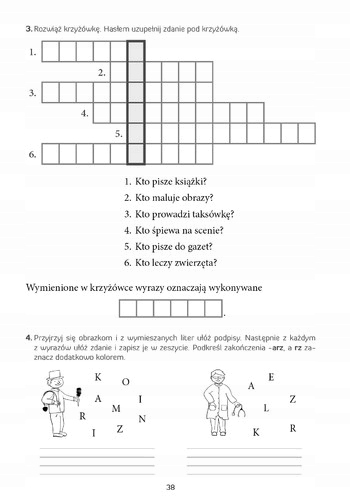 3. Rozwiąż krzyżówkę. Hasłem uzupełnij zdanie pod krzyżówką.
1.
2.
3.
4.
5.
6.
1. Kto pisze książki?
2. Kto maluje obrazy?
3. Kto prowadzi taksówkę?
4. Kto śpiewa na scenie?
5. Kto pisze do gazet?
6. Kto leczy zwierzęta?
Wymienione w krzyżówce wyrazy oznaczają wykonywane
.
4. Przyjrzyj się obrazkom i z wymieszanych liter ułóż podpisy. Następnie z każdym
z wyrazów ułóż zdanie i zapisz je w zeszycie. Podkreśl zakończenia -arz, a rz za-
znacz dodatkowo kolorem.
K O
A I
M
R N
I Z
E
A
Z
L
K R
38